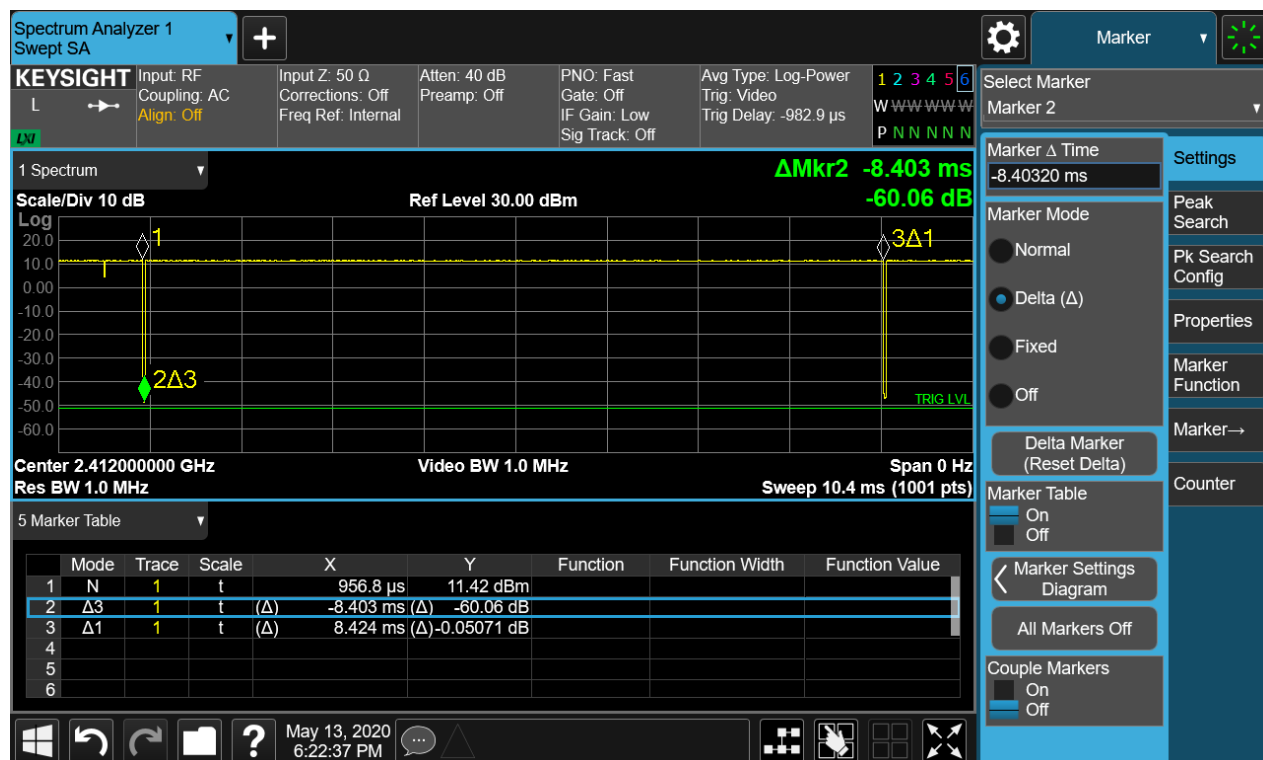 Spectrum Analyzer 1
Swept SA
Marker
KEYSIGHT
L
LXI
Input: RF
Coupling: AC
Align: Off
Input Z: 50 Ω
Corrections: Off
Freq Ref: Internal
Atten: 40 dB
Preamp: Off
PNO: Fast
Gate: Off
IF Gain: Low
Sig Track: Off
Avg Type: Log-Power
Trig: Video
Trig Delay: -982.9 µs
1 2 3 4 5 6
W W W W W W
P N N N N N
Select Marker
Marker 2
1 Spectrum
ΔMkr2 -8.403 ms
-60.06 dB
Scale/Div 10 dB
Ref Level 30.00 dBm
Log
20.0
10.0
0.00
-10.0
-20.0
-30.0
-40.0
-50.0
-60.0
1
3Δ1
2Δ3
TRIG LVL
Center 2.412000000 GHz
Video BW 1.0 MHz
Span 0 Hz
Res BW 1.0 MHz
Sweep 10.4 ms (1001 pts)
5 Marker Table
Mode Trace Scale X Y Function Function Width Function Value
1 N 1 t 956.8 µs 11.42 dBm
2 Δ3 1 t (Δ) -8.403 ms (Δ) -60.06 dB
3 Δ1 1 t (Δ) 8.424 ms (Δ) -0.05071 dB
4
5
6
May 13, 2020
6:22:37 PM
Marker Δ Time
-8.40320 ms
Marker Mode
Normal
Delta (Δ)
Fixed
Off
Delta Marker
(Reset Delta)
Marker Table
On
Off
Marker Settings
Diagram
All Markers Off
Couple Markers
On
Off
Settings
Peak
Search
Pk Search
Config
Properties
Marker
Function
Marker→
Counter